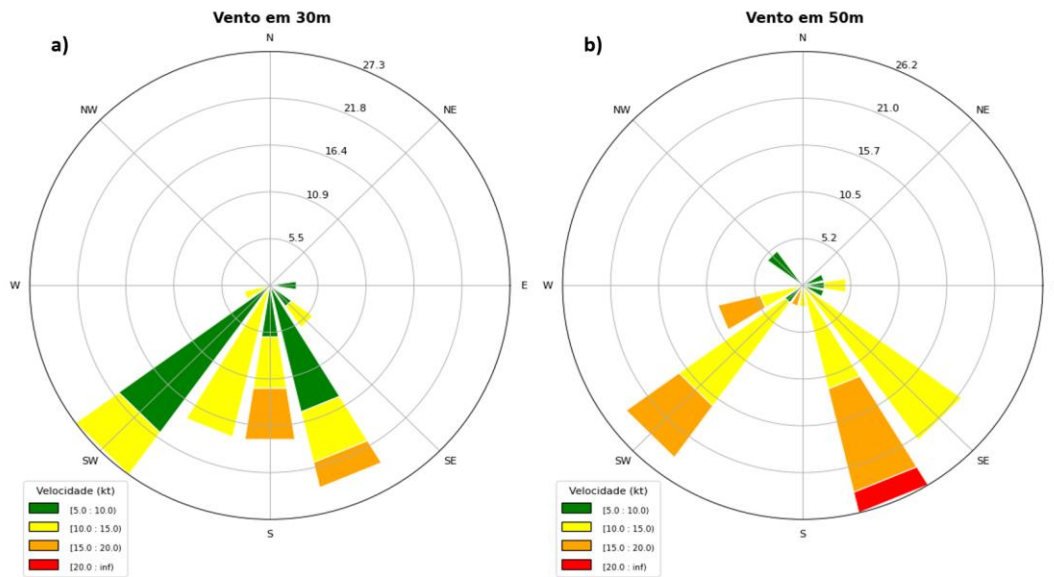 Vento em 30m
a)
N
27.3
NW
21.8
NE
16.4
10.9
5.5
W
E
SW
SE
S
Velocidade (kt)
[5.0 : 10.0)
[10.0 : 15.0)
[15.0 : 20.0)
[20.0 : inf)
Vento em 50m
b)
N
26.2
NW
21.0
NE
15.7
10.5
5.2
W
SW
SE
S
Velocidade (kt)
[5.0 : 10.0)
[10.0 : 15.0)
[15.0 : 20.0)
[20.0 : inf)